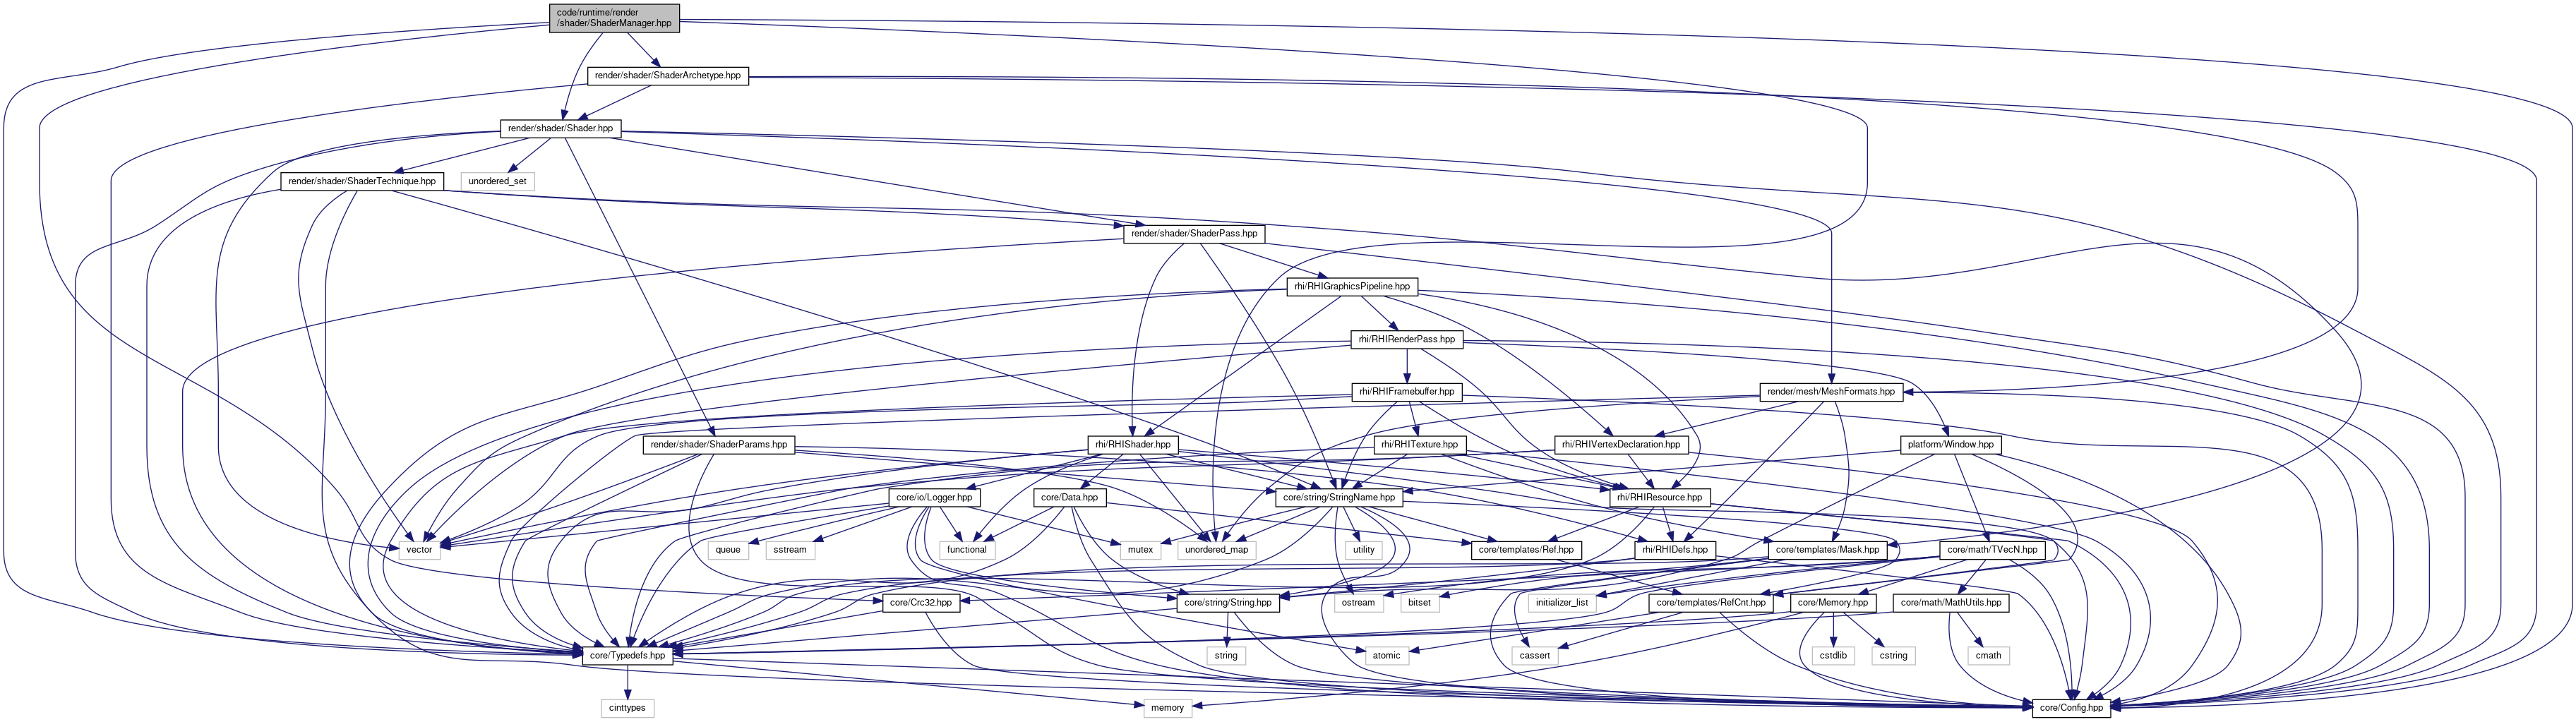 code/runtime/render
/shader/ShaderManager.hpp
render/shader/ShaderArchetype.hpp
render/shader/Shader.hpp
render/shader/ShaderTechnique.hpp
unordered_set
render/shader/ShaderPass.hpp
rhi/RHIGraphicsPipeline.hpp
rhi/RHIRenderPass.hpp
rhi/RHIFramebuffer.hpp
render/mesh/MeshFormats.hpp
render/shader/ShaderParams.hpp
rhi/RHIShader.hpp
rhi/RHITexture.hpp
rhi/RHIVertexDeclaration.hpp
platform/Window.hpp
core/io/Logger.hpp
core/Data.hpp
core/string/StringName.hpp
rhi/RHIResource.hpp
vector
queue
sstream
functional
mutex
unordered_map
utility
core/templates/Ref.hpp
rhi/RHIDefs.hpp
core/templates/Mask.hpp
core/math/TVecN.hpp
core/Crc32.hpp
core/string/String.hpp
ostream
bitset
initializer_list
core/templates/RefCnt.hpp
core/Memory.hpp
core/math/MathUtils.hpp
core/Typedefs.hpp
string
atomic
cassert
cstdlib
cstring
cmath
cinttypes
memory
core/Config.hpp